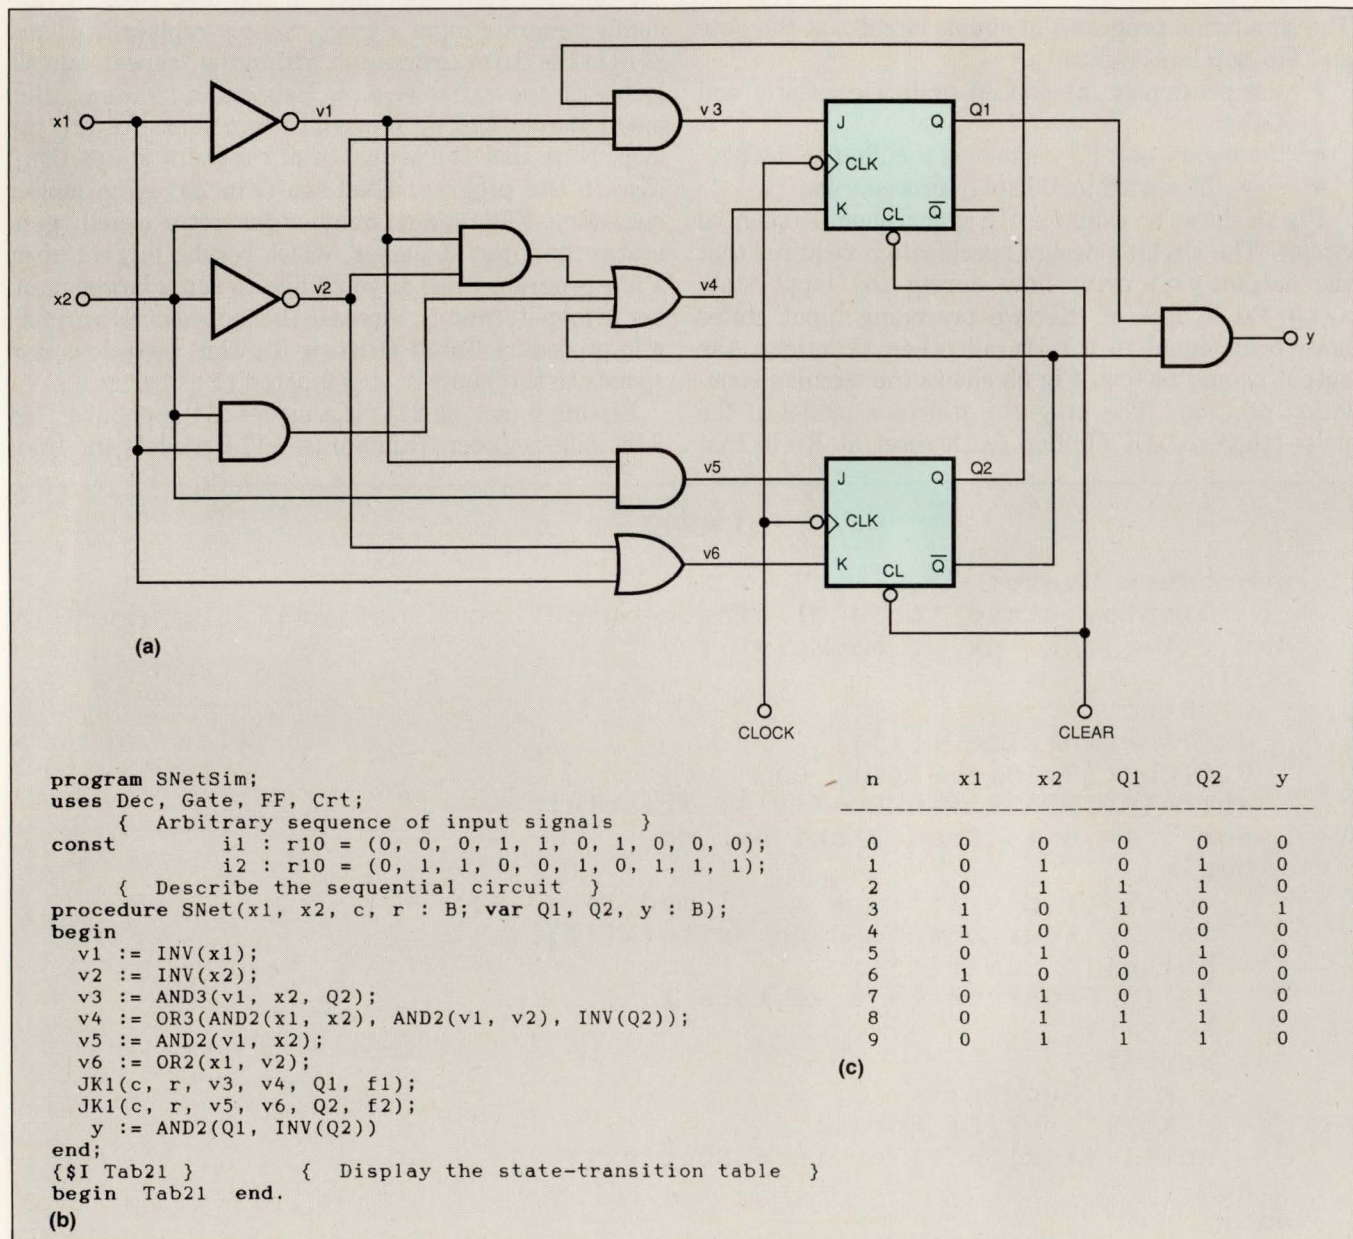 x1
v1
v3
J
Q
Q1
CLK
K
CL
Q
x2
v2
v4
y
v5
J
Q
Q2
CLK
v6
K
CL
Q
(a)
CLOCK
CLEAR
program SNetSim;
uses Dec, Gate, FF, Crt;
{ Arbitrary sequence of input signals }
const i1 : r10 = (0, 0, 0, 1, 1, 0, 1, 0, 0, 0);
i2 : r10 = (0, 1, 1, 0, 0, 1, 0, 1, 1, 1);
{ Describe the sequential circuit }
procedure SNet(x1, x2, c, r : B; var Q1, Q2, y : B);
begin
v1 := INV(x1);
v2 := INV(x2);
v3 := AND3(v1, x2, Q2);
v4 := OR3(AND2(x1, x2), AND2(v1, v2), INV(Q2));
v5 := AND2(v1, x2);
v6 := OR2(x1, v2);
JK1(c, r, v3, v4, Q1, f1);
JK1(c, r, v5, v6, Q2, f2);
y := AND2(Q1, INV(Q2))
end;
{$I Tab21 } { Display the state-transition table }
begin Tab21 end.
(b)
n x1 x2 Q1 Q2 y
0 0 0 0 0 0
1 0 1 0 1 0
2 0 1 1 1 0
3 1 0 1 0 1
4 1 0 0 0 0
5 0 1 0 1 0
6 1 0 0 0 0
7 0 1 0 1 0
8 0 1 1 1 0
9 0 1 1 1 0
(c)